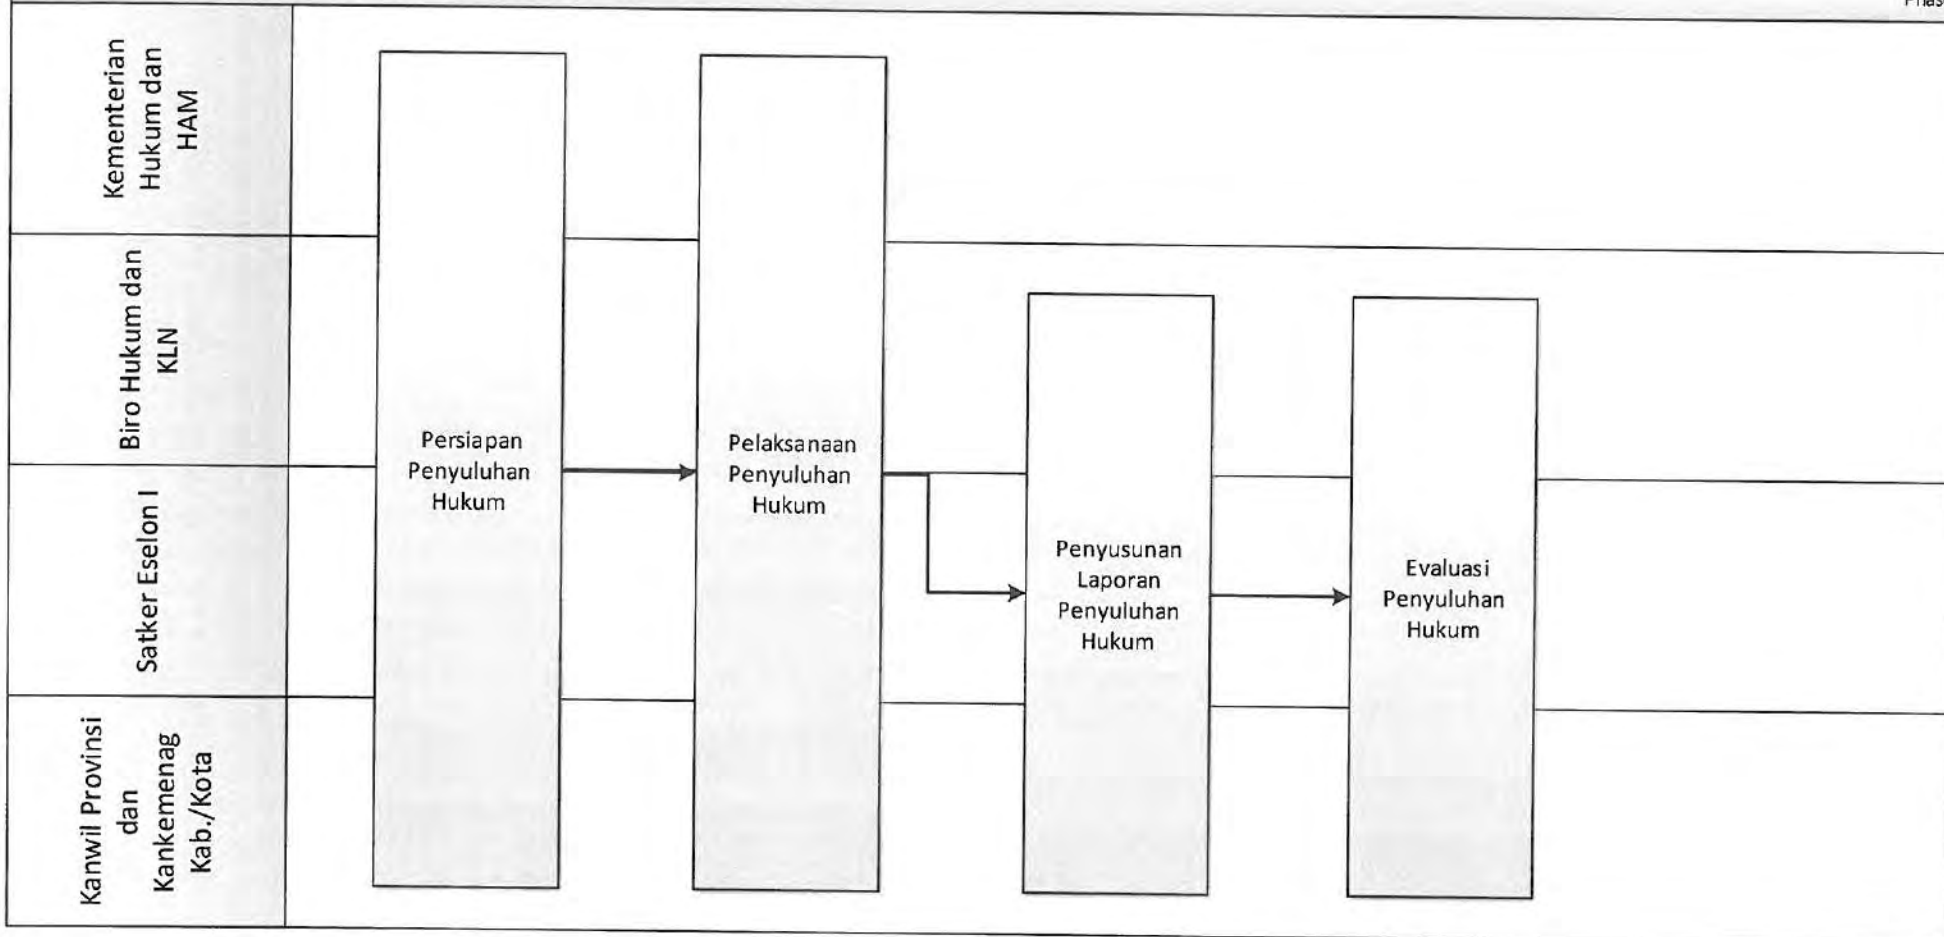 Phase
Kementerian
Hukum dan
HAM
Biro Hukum dan
KLN
Satker Eselon I
Kanwil Provinsi
dan
Kankemenag
Kab./Kota
Persiapan
Penyuluhan
Hukum
Pelaksanaan
Penyuluhan
Hukum
Penyusunan
Laporan
Penyuluhan
Hukum
Evaluasi
Penyuluhan
Hukum